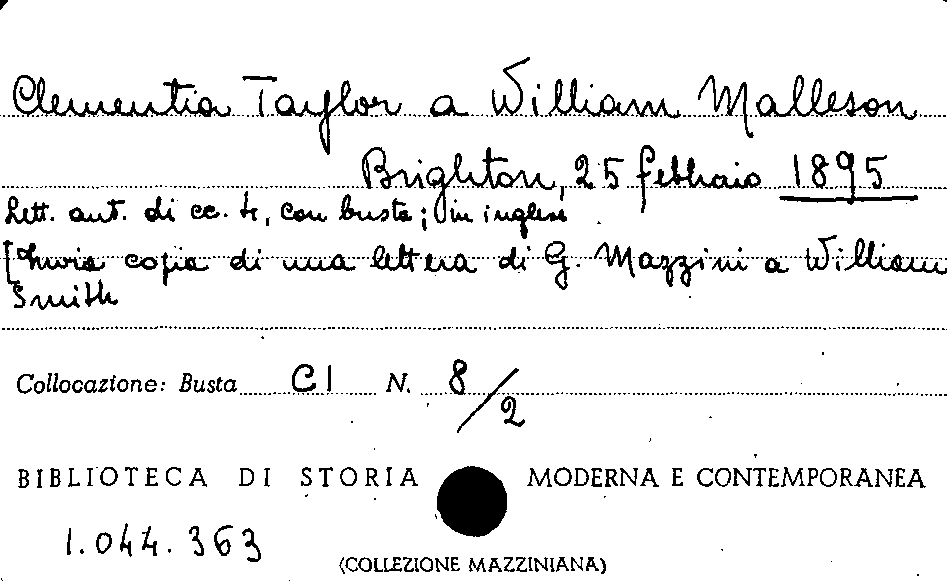 Clementia Taylor a William Malleson
Brighton, 25 febbraio 1895
Lett. aut. di cc. 4, con busta; in inglese
[Invia copia di una lettera di G. Mazzini a William
Smith
Collocazione: Busta CI N. 8/2
BIBLIOTECA DI STORIA MODERNA E CONTEMPORANEA
1.044.363
(COLLEZIONE MAZZINIANA)